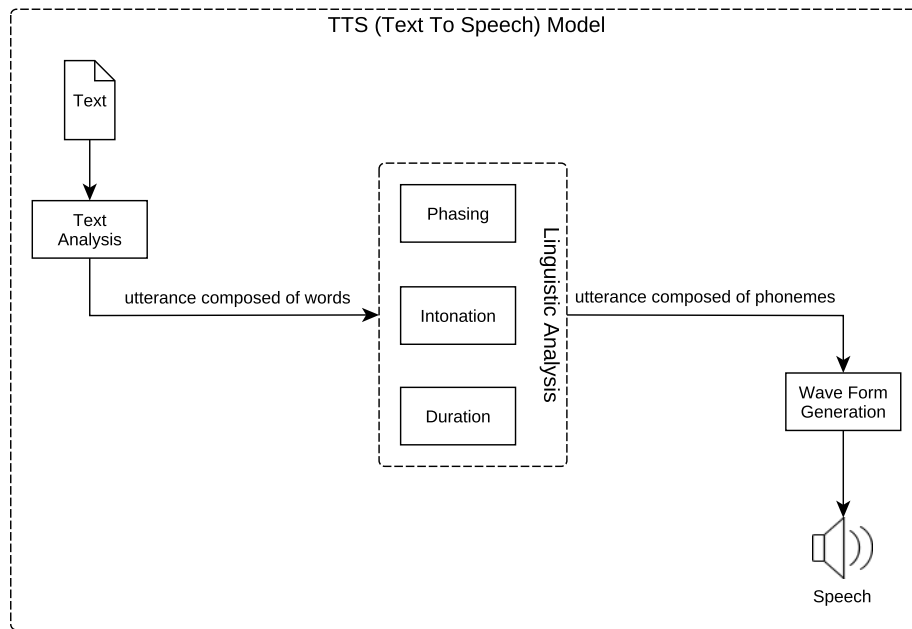 TTS (Text To Speech) Model
Text
Text
Analysis
utterance composed of words
Phasing
Intonation
Duration
Linguistic Analysis
utterance composed of phonemes
Wave Form
Generation
Speech